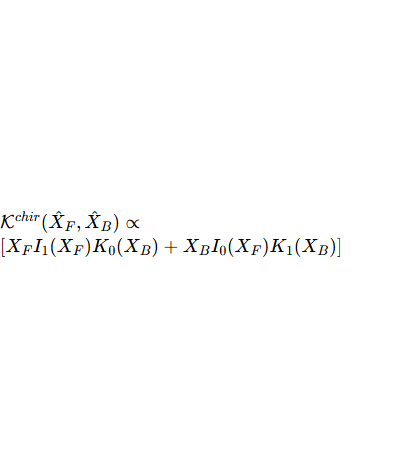 𝒦^{chir}(X̂_F, X̂_B) ∝
[X_F I_1(X_F)K_0(X_B) + X_B I_0(X_F)K_1(X_B)]